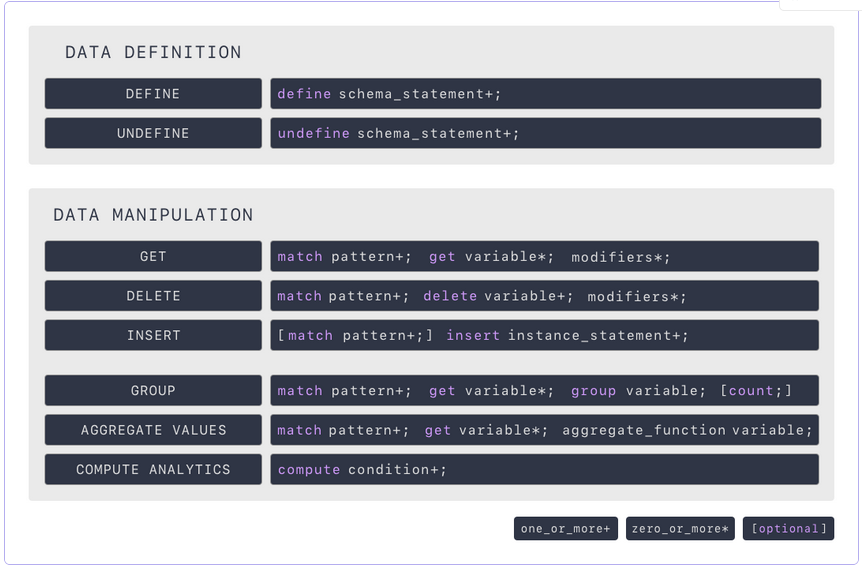 DATA DEFINITION
DEFINE define schema_statement+;
UNDEFINE undefine schema_statement+;
DATA MANIPULATION
GET match pattern+; get variable*; modifiers*;
DELETE match pattern+; delete variable+; modifiers*;
INSERT [match pattern+;] insert instance_statement+;
GROUP match pattern+; get variable*; group variable; [count;]
AGGREGATE VALUES match pattern+; get variable*; aggregate_function variable;
COMPUTE ANALYTICS compute condition+;
one_or_more+ zero_or_more* [optional]